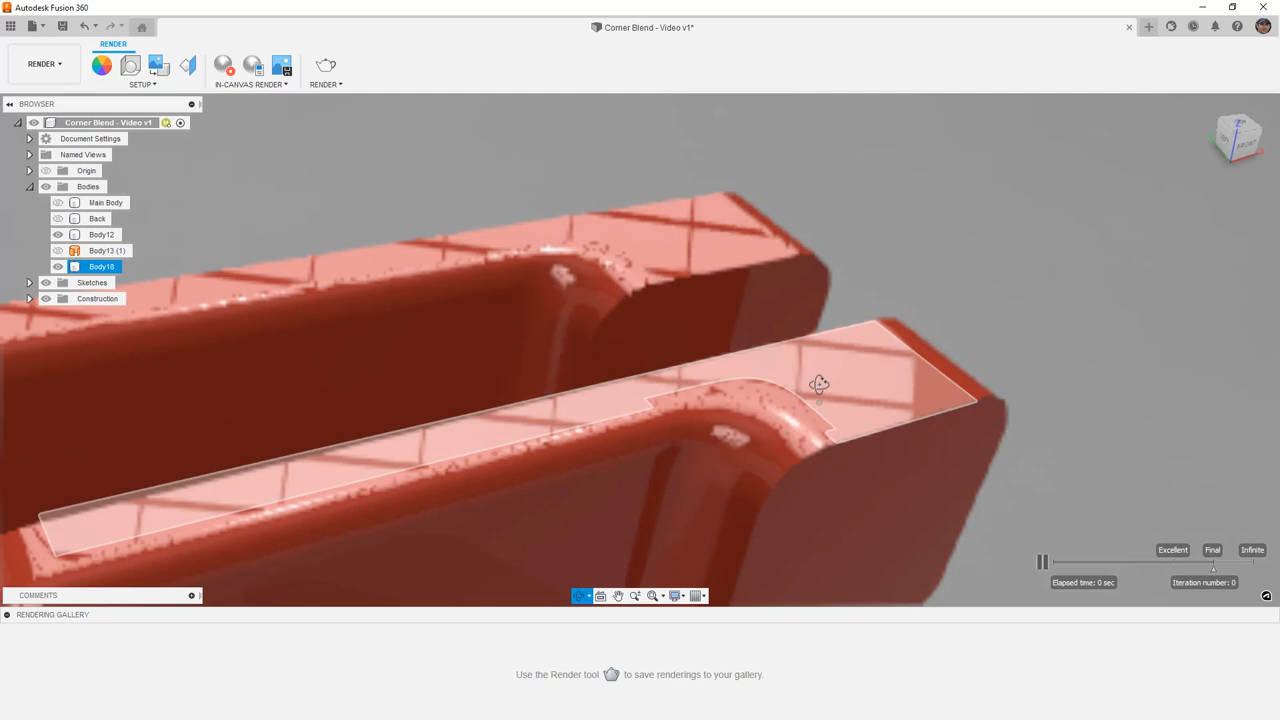 Autodesk Fusion 360
Corner Blend - Video v1*
RENDER
RENDER
SETUP
IN-CANVAS RENDER
RENDER
BROWSER
Corner Blend - Video v1
Document Settings
Named Views
Origin
Bodies
Main Body
Back
Body12
Body13 (1)
Body18
Sketches
Construction
Z
FRONT
Excellent
Final
Infinite
Elapsed time: 0 sec
Iteration number: 0
COMMENTS
RENDERING GALLERY
Use the Render tool to save renderings to your gallery.